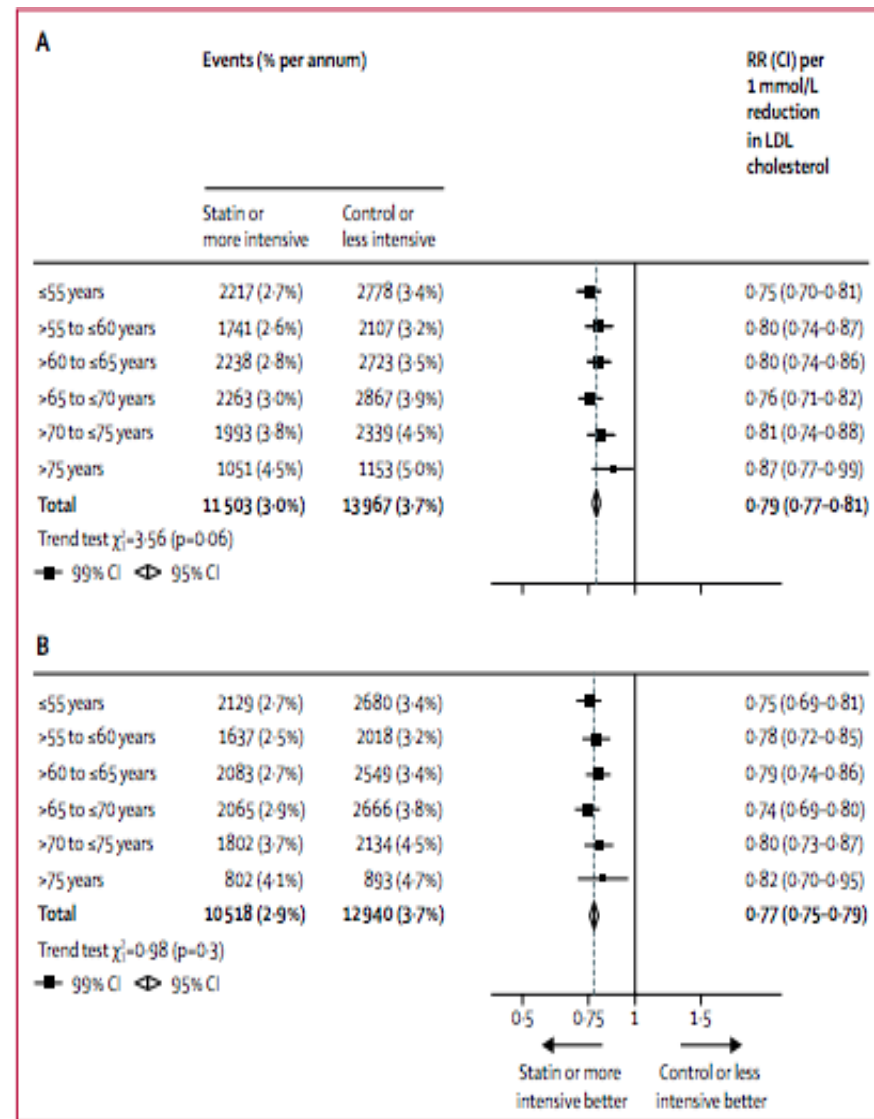 A
Events (% per annum)
RR (CI) per
1 mmol/L
reduction
in LDL
cholesterol
Statin or
more intensive
Control or
less intensive
≤55 years 2217 (2·7%) 2778 (3·4%) 0·75 (0·70–0·81)
>55 to ≤60 years 1741 (2·6%) 2107 (3·2%) 0·80 (0·74–0·87)
>60 to ≤65 years 2238 (2·8%) 2723 (3·5%) 0·80 (0·74–0·86)
>65 to ≤70 years 2263 (3·0%) 2867 (3·9%) 0·76 (0·71–0·82)
>70 to ≤75 years 1993 (3·8%) 2339 (4·5%) 0·81 (0·74–0·88)
>75 years 1051 (4·5%) 1153 (5·0%) 0·87 (0·77–0·99)
Total 11 503 (3·0%) 13 967 (3·7%) 0·79 (0·77–0·81)
Trend test χ²₁=3·56 (p=0·06)
99% CI 95% CI
B
≤55 years 2129 (2·7%) 2680 (3·4%) 0·75 (0·69–0·81)
>55 to ≤60 years 1637 (2·5%) 2018 (3·2%) 0·78 (0·72–0·85)
>60 to ≤65 years 2083 (2·7%) 2549 (3·4%) 0·79 (0·74–0·86)
>65 to ≤70 years 2065 (2·9%) 2666 (3·8%) 0·74 (0·69–0·80)
>70 to ≤75 years 1802 (3·7%) 2134 (4·5%) 0·80 (0·73–0·87)
>75 years 802 (4·1%) 893 (4·7%) 0·82 (0·70–0·95)
Total 10 518 (2·9%) 12 940 (3·7%) 0·77 (0·75–0·79)
Trend test χ²₁=0·98 (p=0·3)
99% CI 95% CI
0·5 0·75 1 1·5
Statin or more
intensive better
Control or less
intensive better